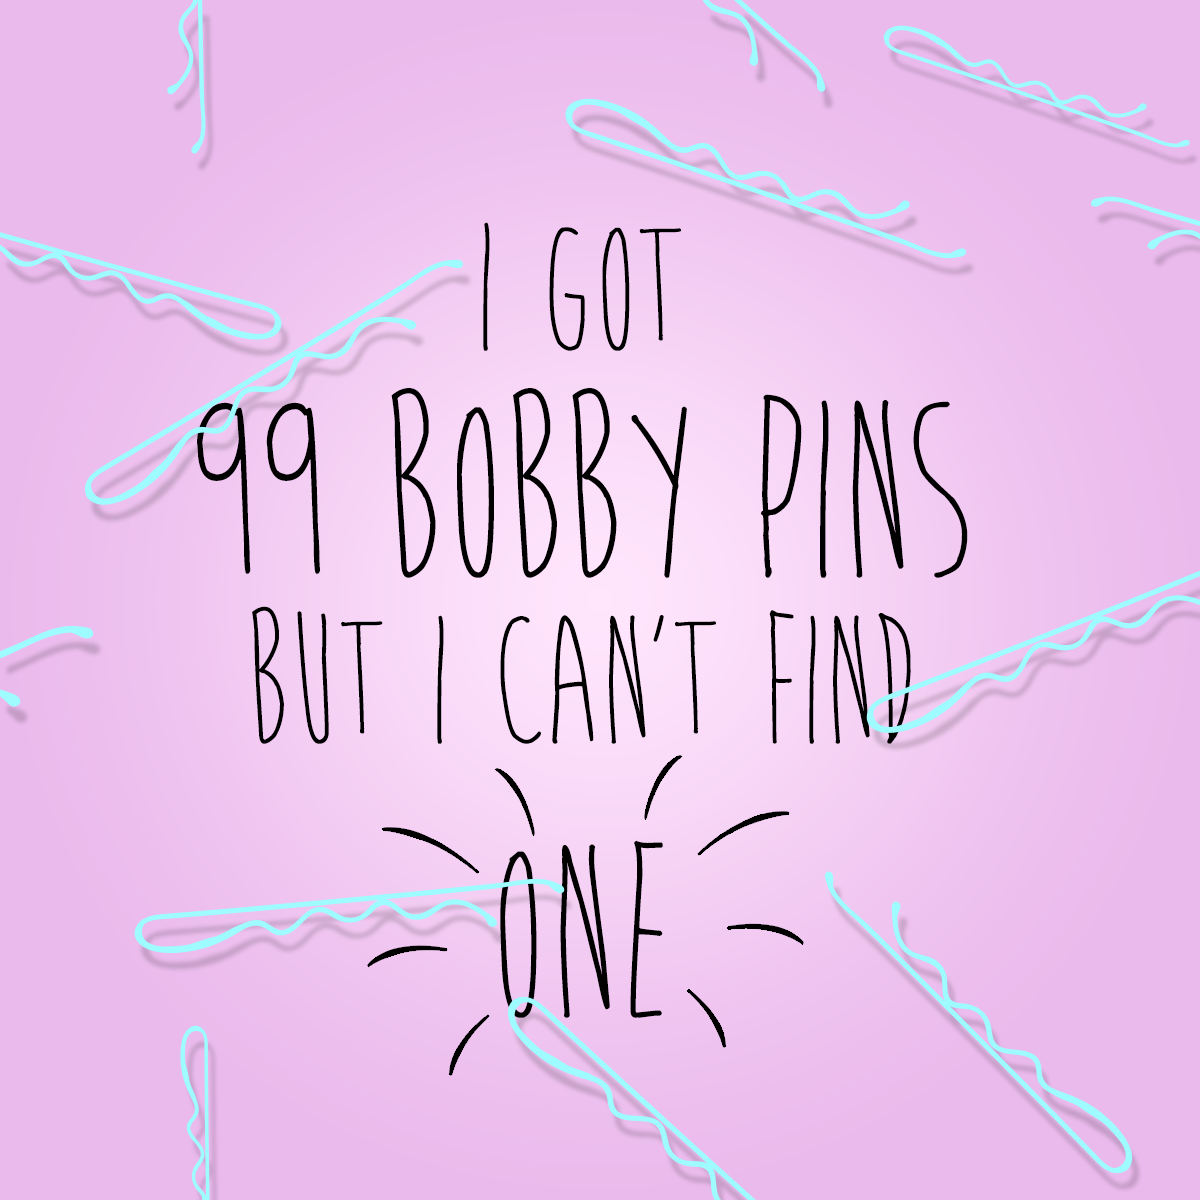 I GOT
99 BOBBY PINS
BUT I CAN'T FIND
ONE